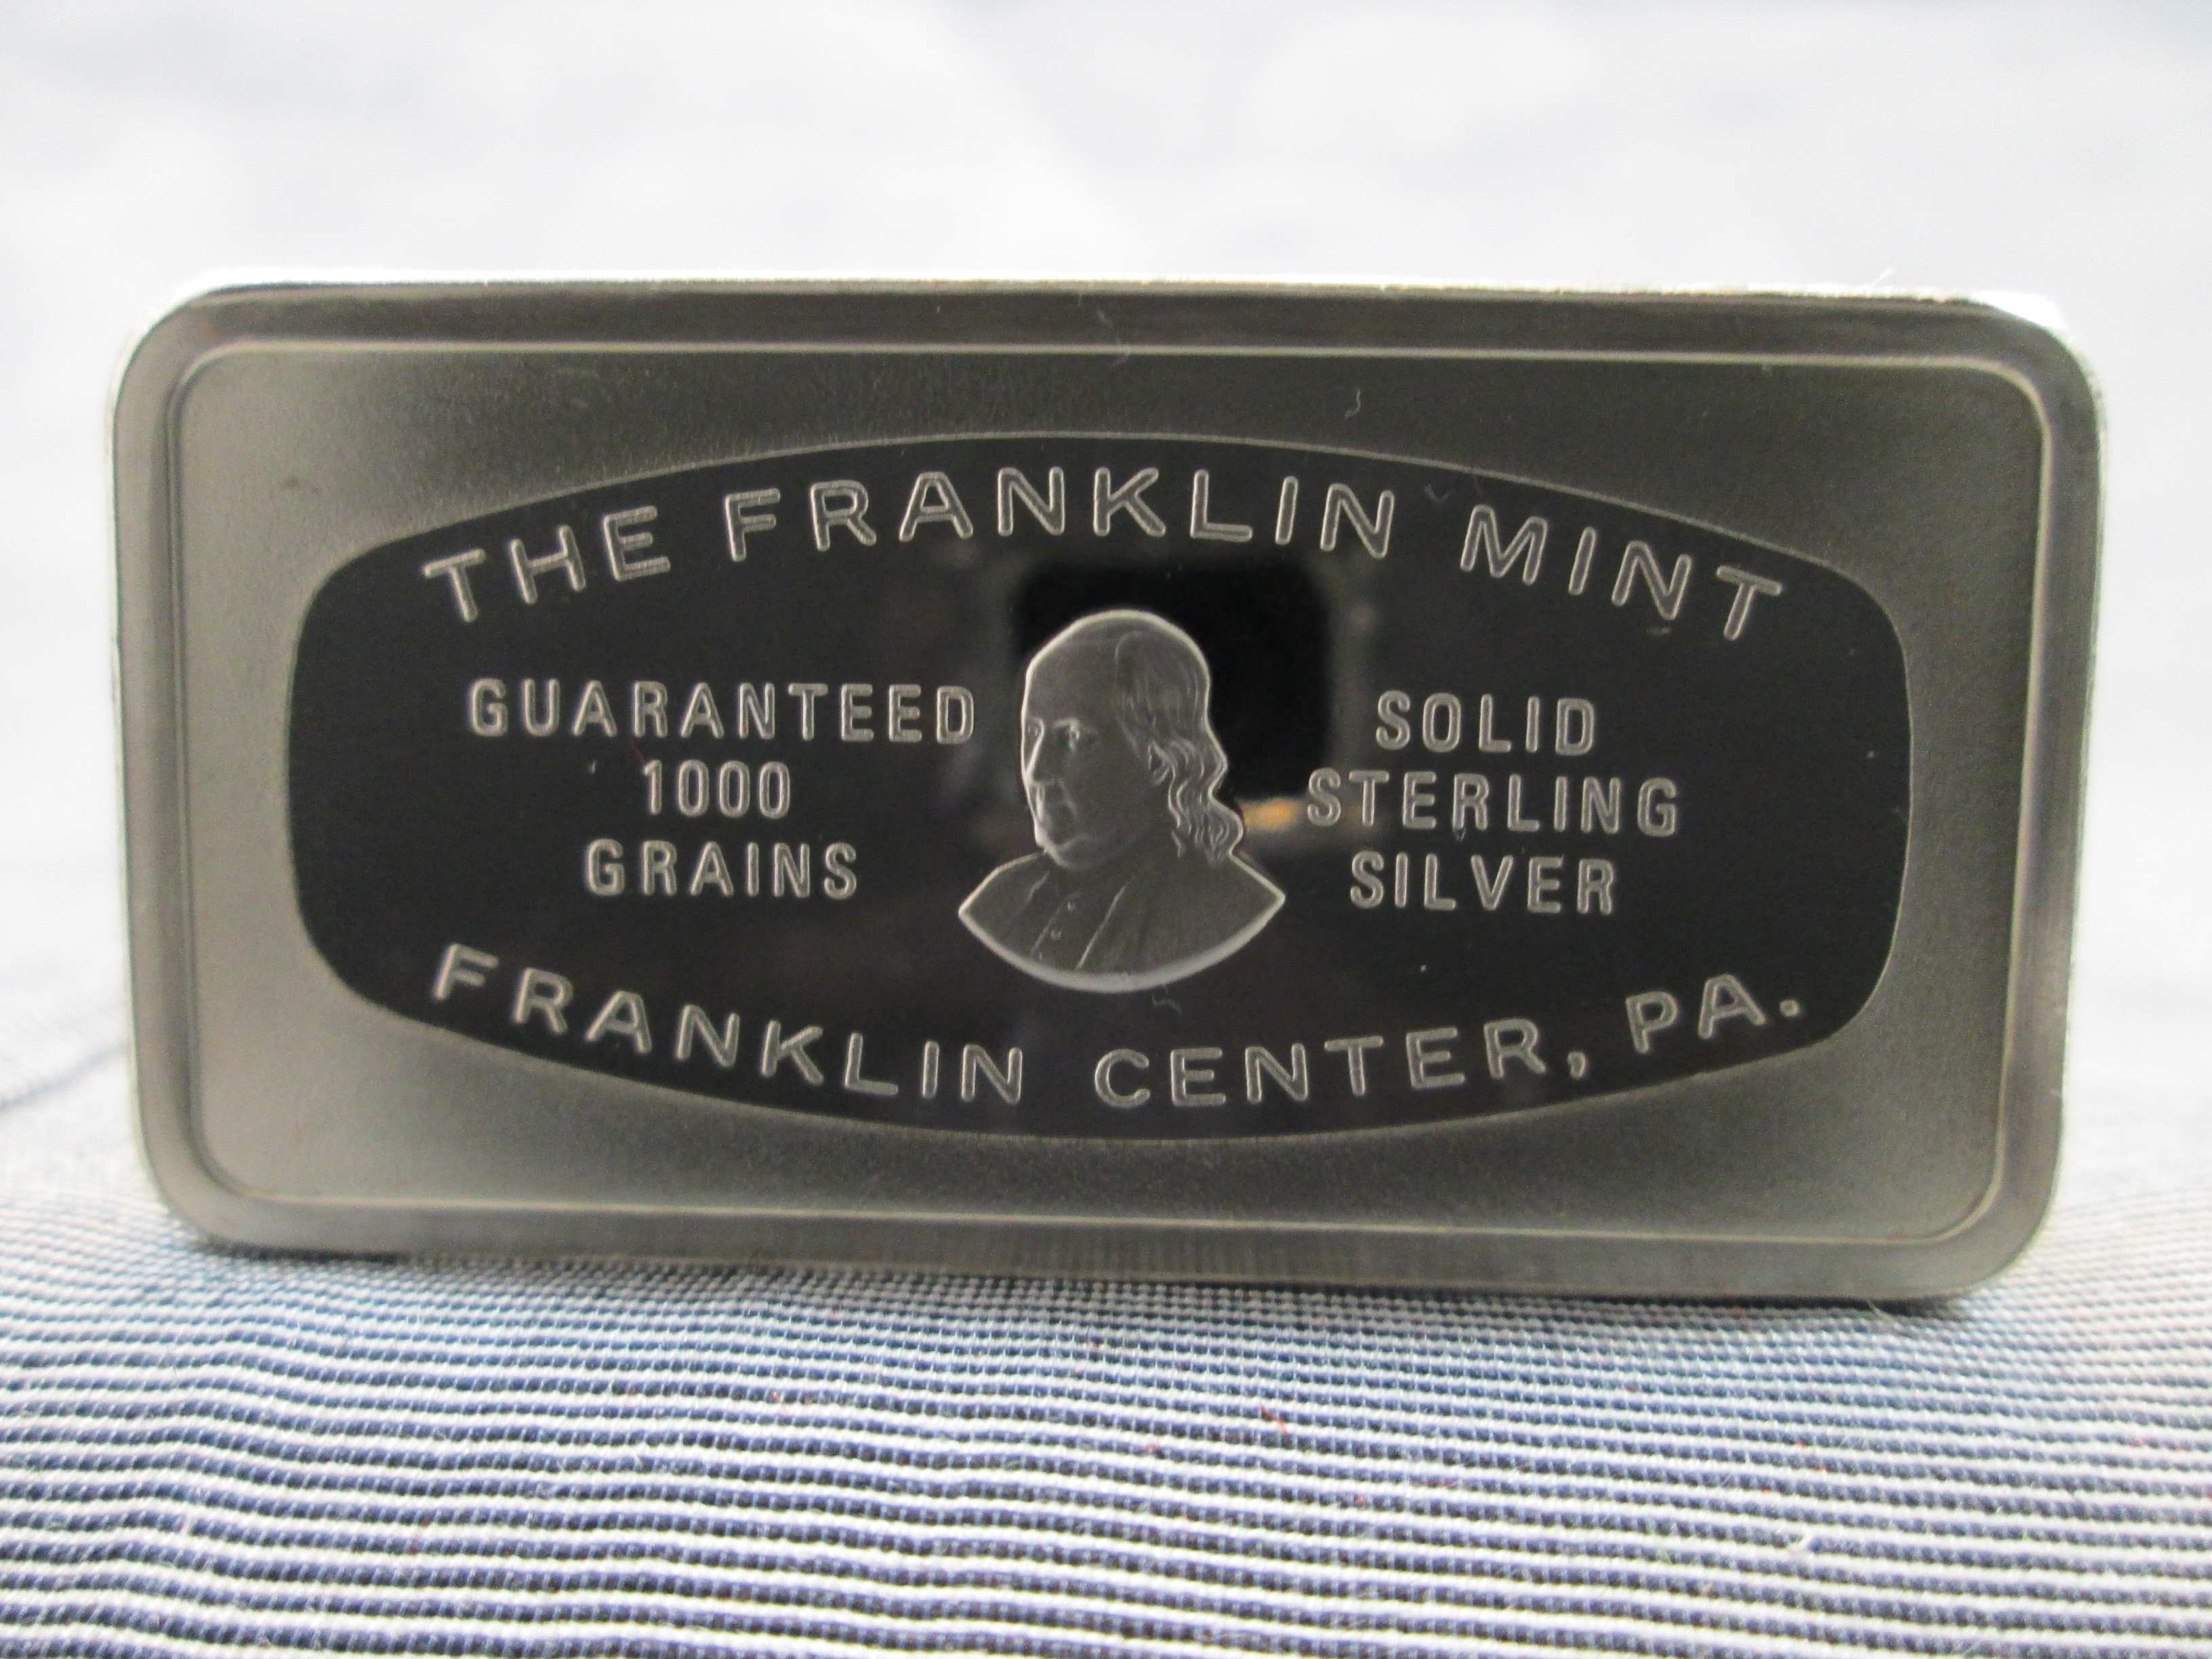 THE FRANKLIN MINT
GUARANTEED
1000
GRAINS
SOLID
STERLING
SILVER
FRANKLIN CENTER, PA.